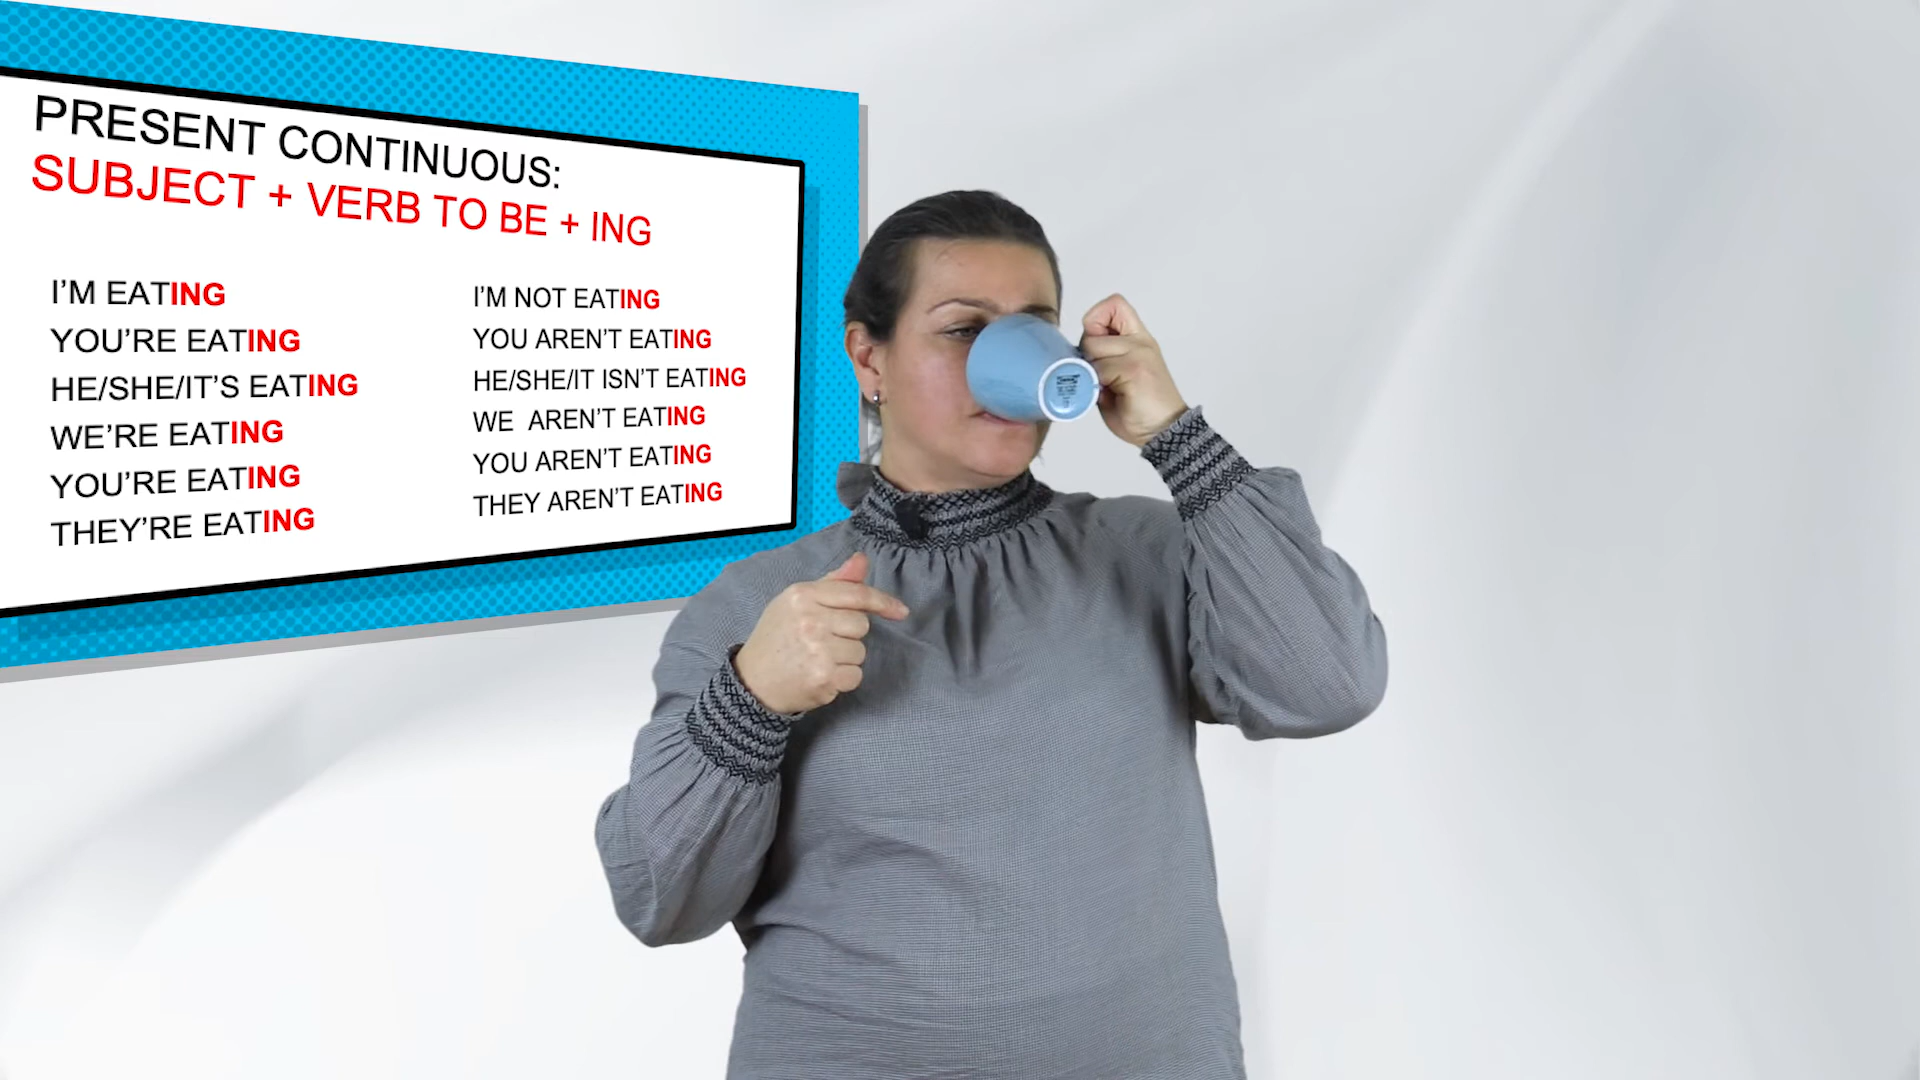 PRESENT CONTINUOUS:
SUBJECT + VERB TO BE + ING
I'M EATING
YOU'RE EATING
HE/SHE/IT'S EATING
WE'RE EATING
YOU'RE EATING
THEY'RE EATING
I'M NOT EATING
YOU AREN'T EATING
HE/SHE/IT ISN'T EATING
WE AREN'T EATING
YOU AREN'T EATING
THEY AREN'T EATING